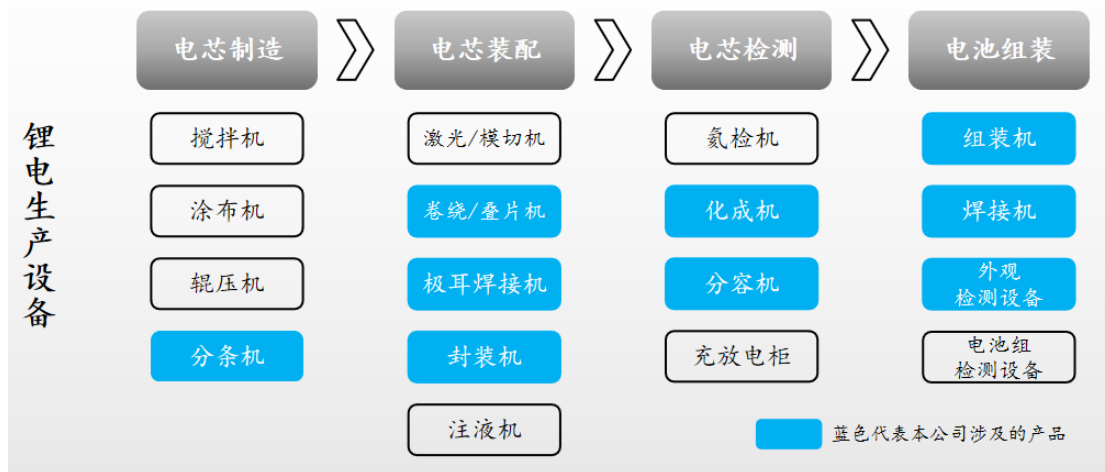 电芯制造
电芯装配
电芯检测
电池组装
锂电生产设备
搅拌机
激光/模切机
氦检机
组装机
涂布机
卷绕/叠片机
化成机
焊接机
辊压机
极耳焊接机
分容机
外观
检测设备
分条机
封装机
充放电柜
电池组
检测设备
注液机
蓝色代表本公司涉及的产品